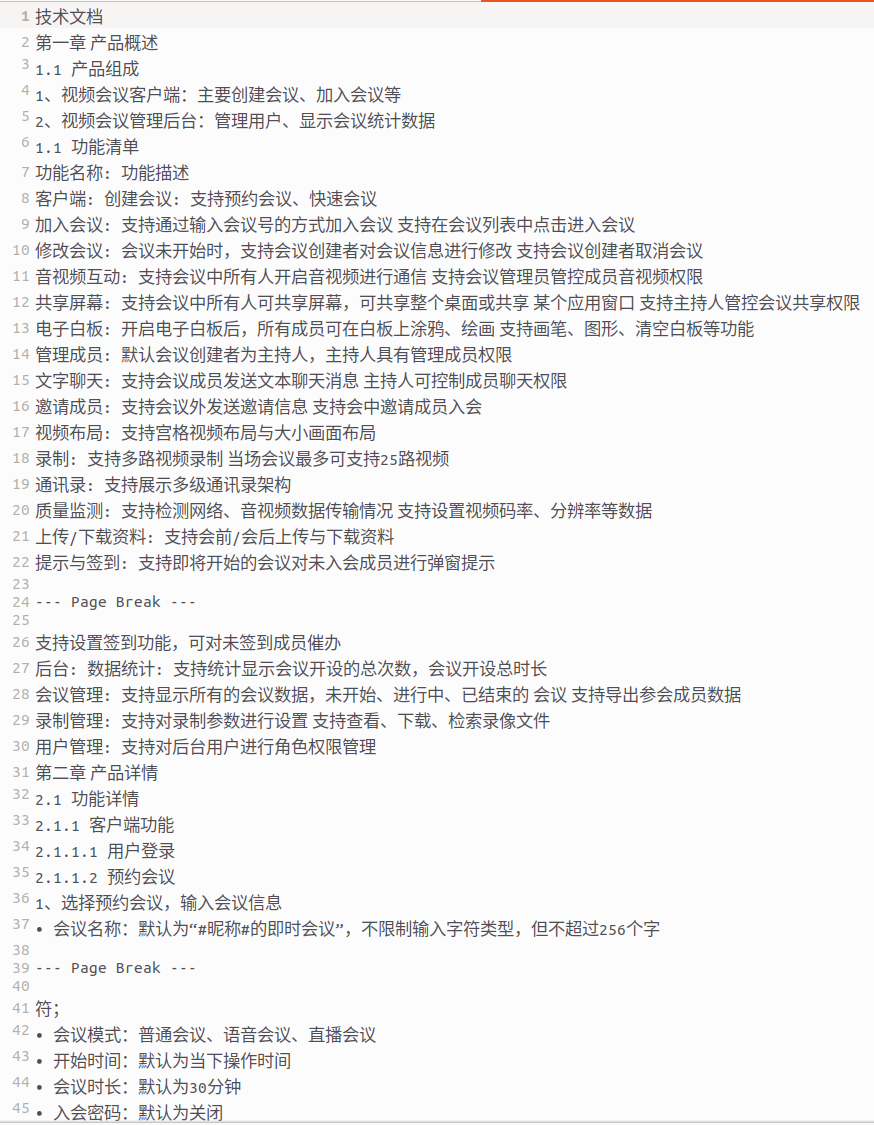 1 技术文档
2 第一章 产品概述
3 1.1 产品组成
4 1、视频会议客户端：主要创建会议、加入会议等
5 2、视频会议管理后台：管理用户、显示会议统计数据
6 1.1 功能清单
7 功能名称: 功能描述
8 客户端: 创建会议: 支持预约会议、快速会议
9 加入会议: 支持通过输入会议号的方式加入会议 支持在会议列表中点击进入会议
10 修改会议: 会议未开始时，支持会议创建者对会议信息进行修改 支持会议创建者取消会议
11 音视频互动: 支持会议中所有人开启音视频进行通信 支持会议管理员管控成员音视频权限
12 共享屏幕: 支持会议中所有人可共享屏幕，可共享整个桌面或共享 某个应用窗口 支持主持人管控会议共享权限
13 电子白板: 开启电子白板后，所有成员可在白板上涂鸦、绘画 支持画笔、图形、清空白板等功能
14 管理成员: 默认会议创建者为主持人，主持人具有管理成员权限
15 文字聊天: 支持会议成员发送文本聊天消息 主持人可控制成员聊天权限
16 邀请成员: 支持会议外发送邀请信息 支持会中邀请成员入会
17 视频布局: 支持宫格视频布局与大小画面布局
18 录制: 支持多路视频录制 当场会议最多可支持25路视频
19 通讯录: 支持展示多级通讯录架构
20 质量监测: 支持检测网络、音视频数据传输情况 支持设置视频码率、分辨率等数据
21 上传/下载资料: 支持会前/会后上传与下载资料
22 提示与签到: 支持即将开始的会议对未入会成员进行弹窗提示
23
24 --- Page Break ---
25
26 支持设置签到功能，可对未签到成员催办
27 后台: 数据统计: 支持统计显示会议开设的总次数，会议开设总时长
28 会议管理: 支持显示所有的会议数据，未开始、进行中、已结束的 会议 支持导出参会成员数据
29 录制管理: 支持对录制参数进行设置 支持查看、下载、检索录像文件
30 用户管理: 支持对后台用户进行角色权限管理
31 第二章 产品详情
32 2.1 功能详情
33 2.1.1 客户端功能
34 2.1.1.1 用户登录
35 2.1.1.2 预约会议
36 1、选择预约会议，输入会议信息
37 • 会议名称：默认为“#昵称#的即时会议”，不限制输入字符类型，但不超过256个字
38
39 --- Page Break ---
40
41 符；
42 • 会议模式：普通会议、语音会议、直播会议
43 • 开始时间：默认为当下操作时间
44 • 会议时长：默认为30分钟
45 • 入会密码：默认为关闭